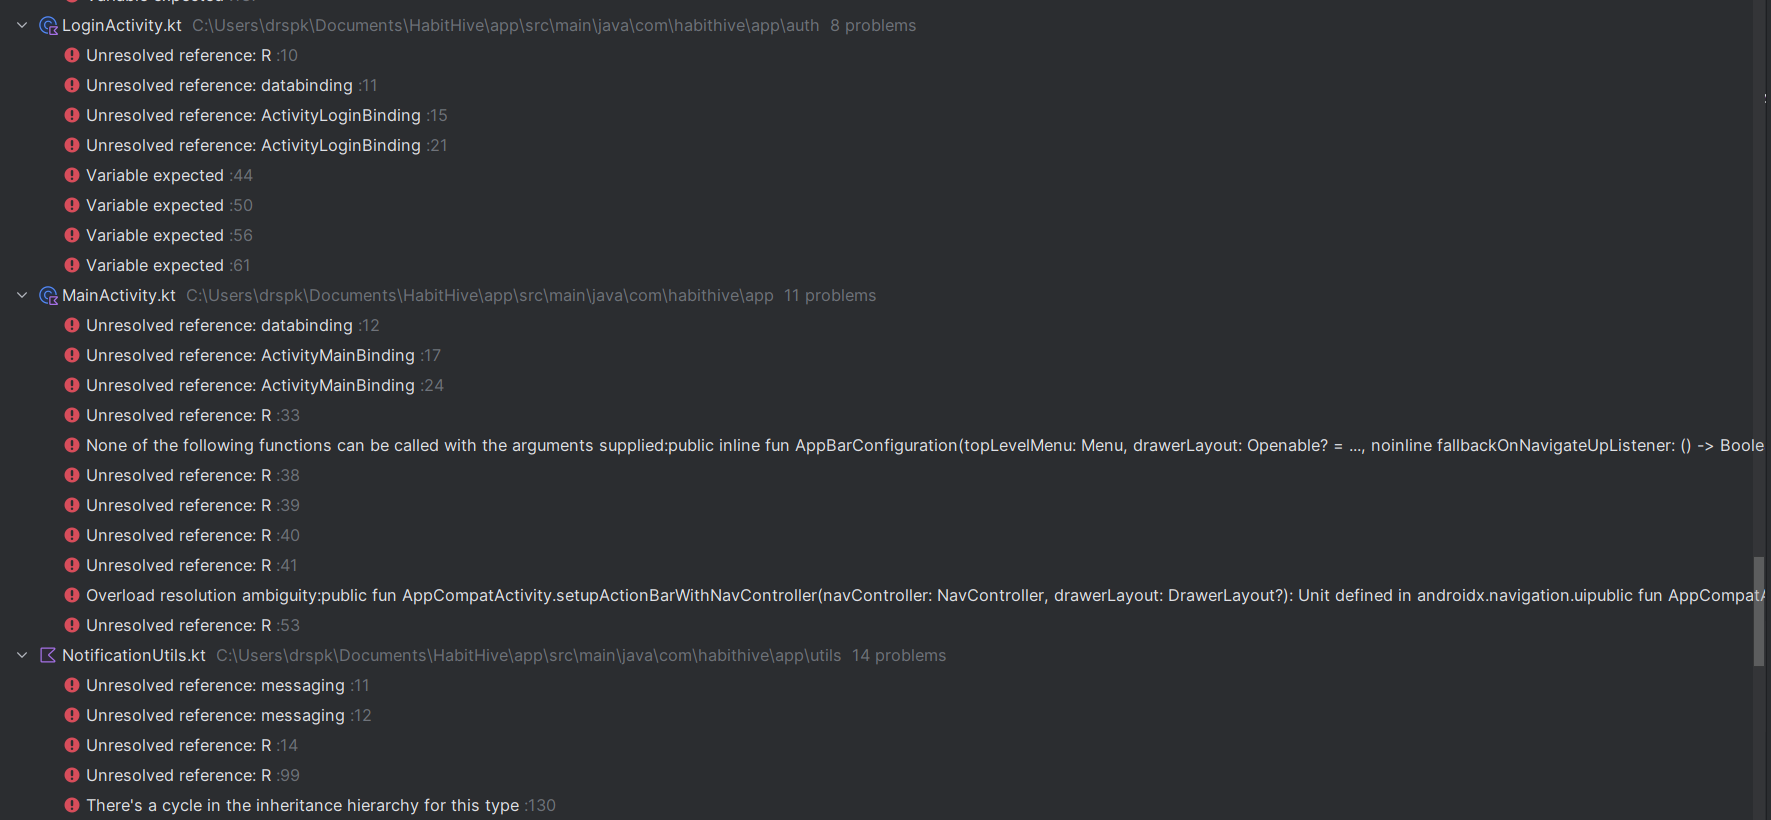 LoginActivity.kt C:\Users\drspk\Documents\HabitHive\app\src\main\java\com\habithive\app\auth 8 problems
Unresolved reference: R :10
Unresolved reference: databinding :11
Unresolved reference: ActivityLoginBinding :15
Unresolved reference: ActivityLoginBinding :21
Variable expected :44
Variable expected :50
Variable expected :56
Variable expected :61
MainActivity.kt C:\Users\drspk\Documents\HabitHive\app\src\main\java\com\habithive\app 11 problems
Unresolved reference: databinding :12
Unresolved reference: ActivityMainBinding :17
Unresolved reference: ActivityMainBinding :24
Unresolved reference: R :33
None of the following functions can be called with the arguments supplied:public inline fun AppBarConfiguration(topLevelMenu: Menu, drawerLayout: Openable? = ..., noinline fallbackOnNavigateUpListener: () -> Boole
Unresolved reference: R :38
Unresolved reference: R :39
Unresolved reference: R :40
Unresolved reference: R :41
Overload resolution ambiguity:public fun AppCompatActivity.setupActionBarWithNavController(navController: NavController, drawerLayout: DrawerLayout?): Unit defined in androidx.navigation.uipublic fun AppCompatA
Unresolved reference: R :53
NotificationUtils.kt C:\Users\drspk\Documents\HabitHive\app\src\main\java\com\habithive\app\utils 14 problems
Unresolved reference: messaging :11
Unresolved reference: messaging :12
Unresolved reference: R :14
Unresolved reference: R :99
There's a cycle in the inheritance hierarchy for this type :130